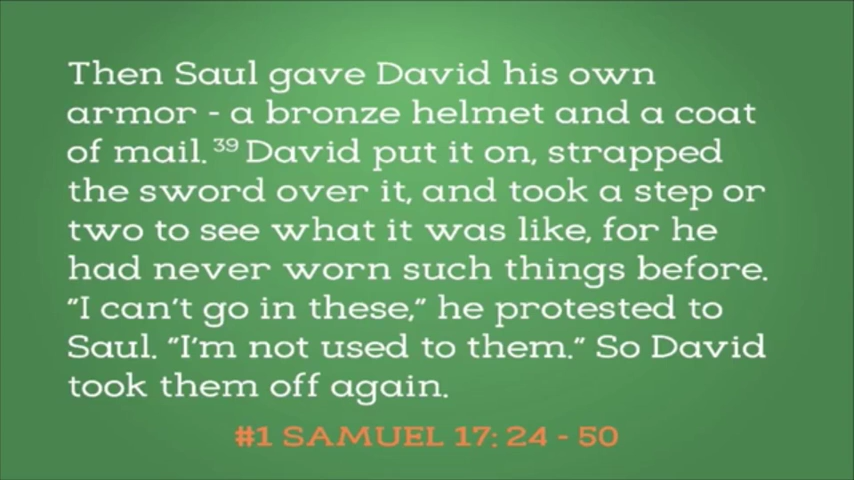 Then Saul gave David his own
armor - a bronze helmet and a coat
of mail. 39 David put it on, strapped
the sword over it, and took a step or
two to see what it was like, for he
had never worn such things before.
"I can't go in these," he protested to
Saul. "I'm not used to them." So David
took them off again.
#1 SAMUEL 17: 24 - 50